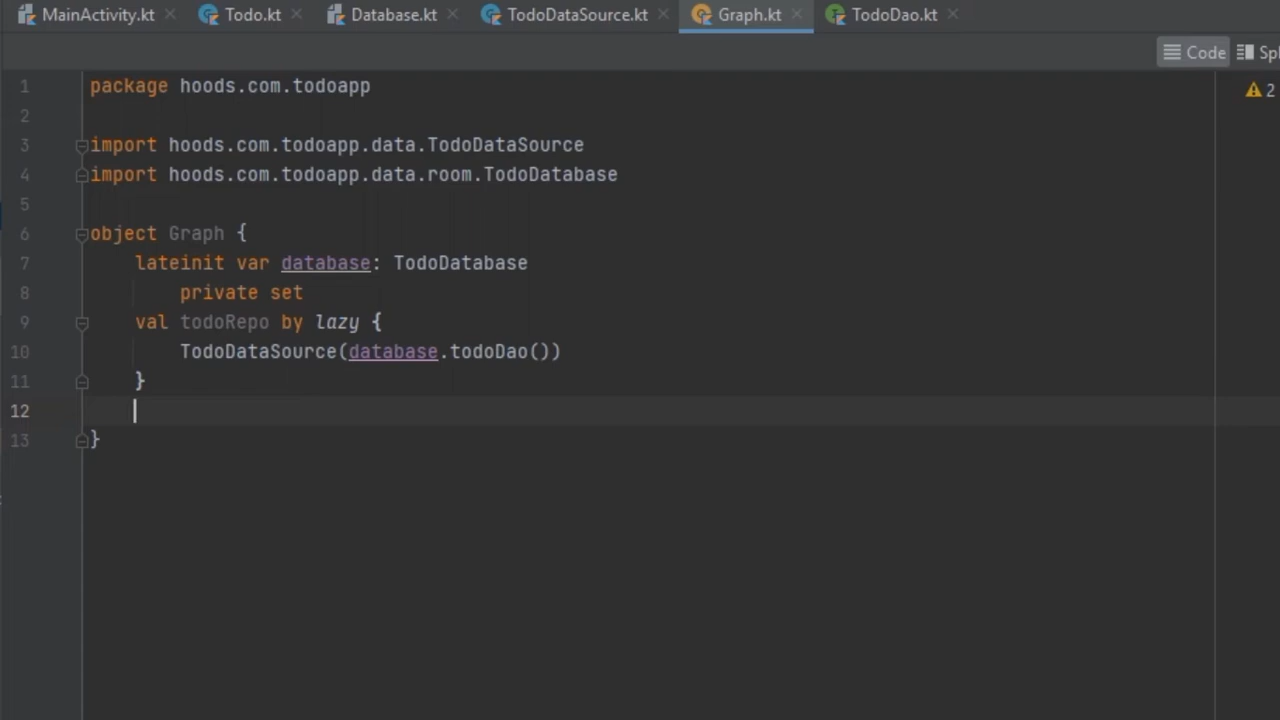 MainActivity.kt Todo.kt Database.kt TodoDataSource.kt Graph.kt TodoDao.kt
Code Spl
1 package hoods.com.todoapp 2
2
3 import hoods.com.todoapp.data.TodoDataSource
4 import hoods.com.todoapp.data.room.TodoDatabase
5
6 object Graph {
7 lateinit var database: TodoDatabase
8 private set
9 val todoRepo by lazy {
10 TodoDataSource(database.todoDao())
11 }
12
13 }